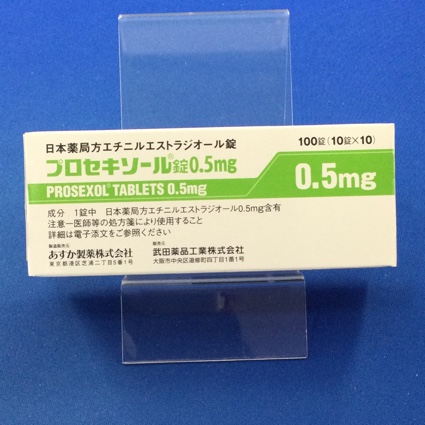 日本薬局方エチニルエストラジオール錠
100錠(10錠×10)
プロセキソール®錠0.5mg
PROSEXOL® TABLETS 0.5mg
0.5mg
成分 1錠中 日本薬局方エチニルエストラジオール0.5mg含有
注意ー医師等の処方箋により使用すること
詳細は電子添文をご参照ください
製造販売元
あすか製薬株式会社
東京都港区芝浦二丁目5番1号
販売元
武田薬品工業株式会社
大阪市中央区道修町四丁目1番1号